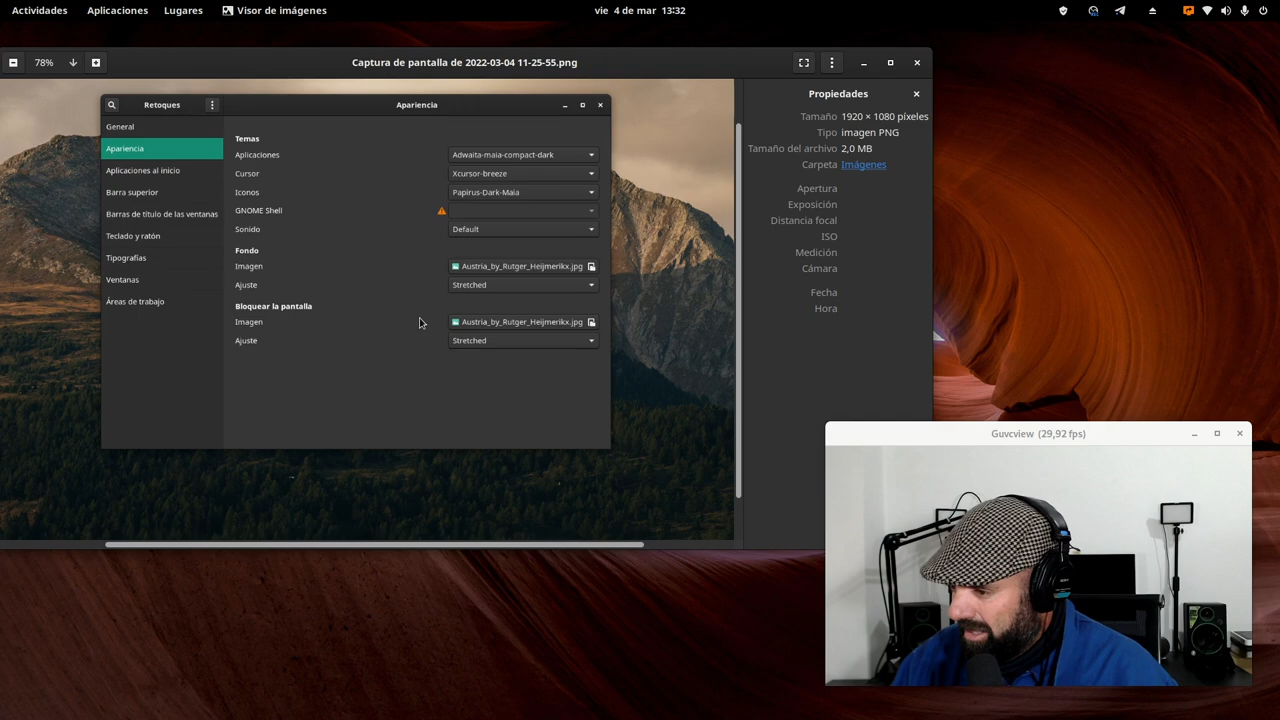 Actividades Aplicaciones Lugares Visor de imágenes vie 4 de mar 13:32
78% Captura de pantalla de 2022-03-04 11-25-55.png
Propiedades
Tamaño 1920 × 1080 píxeles
Tipo imagen PNG
Tamaño del archivo 2,0 MB
Carpeta Imágenes
Apertura
Exposición
Distancia focal
ISO
Medición
Cámara
Fecha
Hora
Retoques Apariencia
General
Apariencia
Aplicaciones al inicio
Barra superior
Barras de título de las ventanas
Teclado y ratón
Tipografías
Ventanas
Áreas de trabajo
Temas
Aplicaciones Adwaita-maia-compact-dark
Cursor Xcursor-breeze
Iconos Papirus-Dark-Maia
GNOME Shell
Sonido Default
Fondo
Imagen Austria_by_Rutger_Heijmerikx.jpg
Ajuste Stretched
Bloquear la pantalla
Imagen Austria_by_Rutger_Heijmerikx.jpg
Ajuste Stretched
Guvcview (29,92 fps)